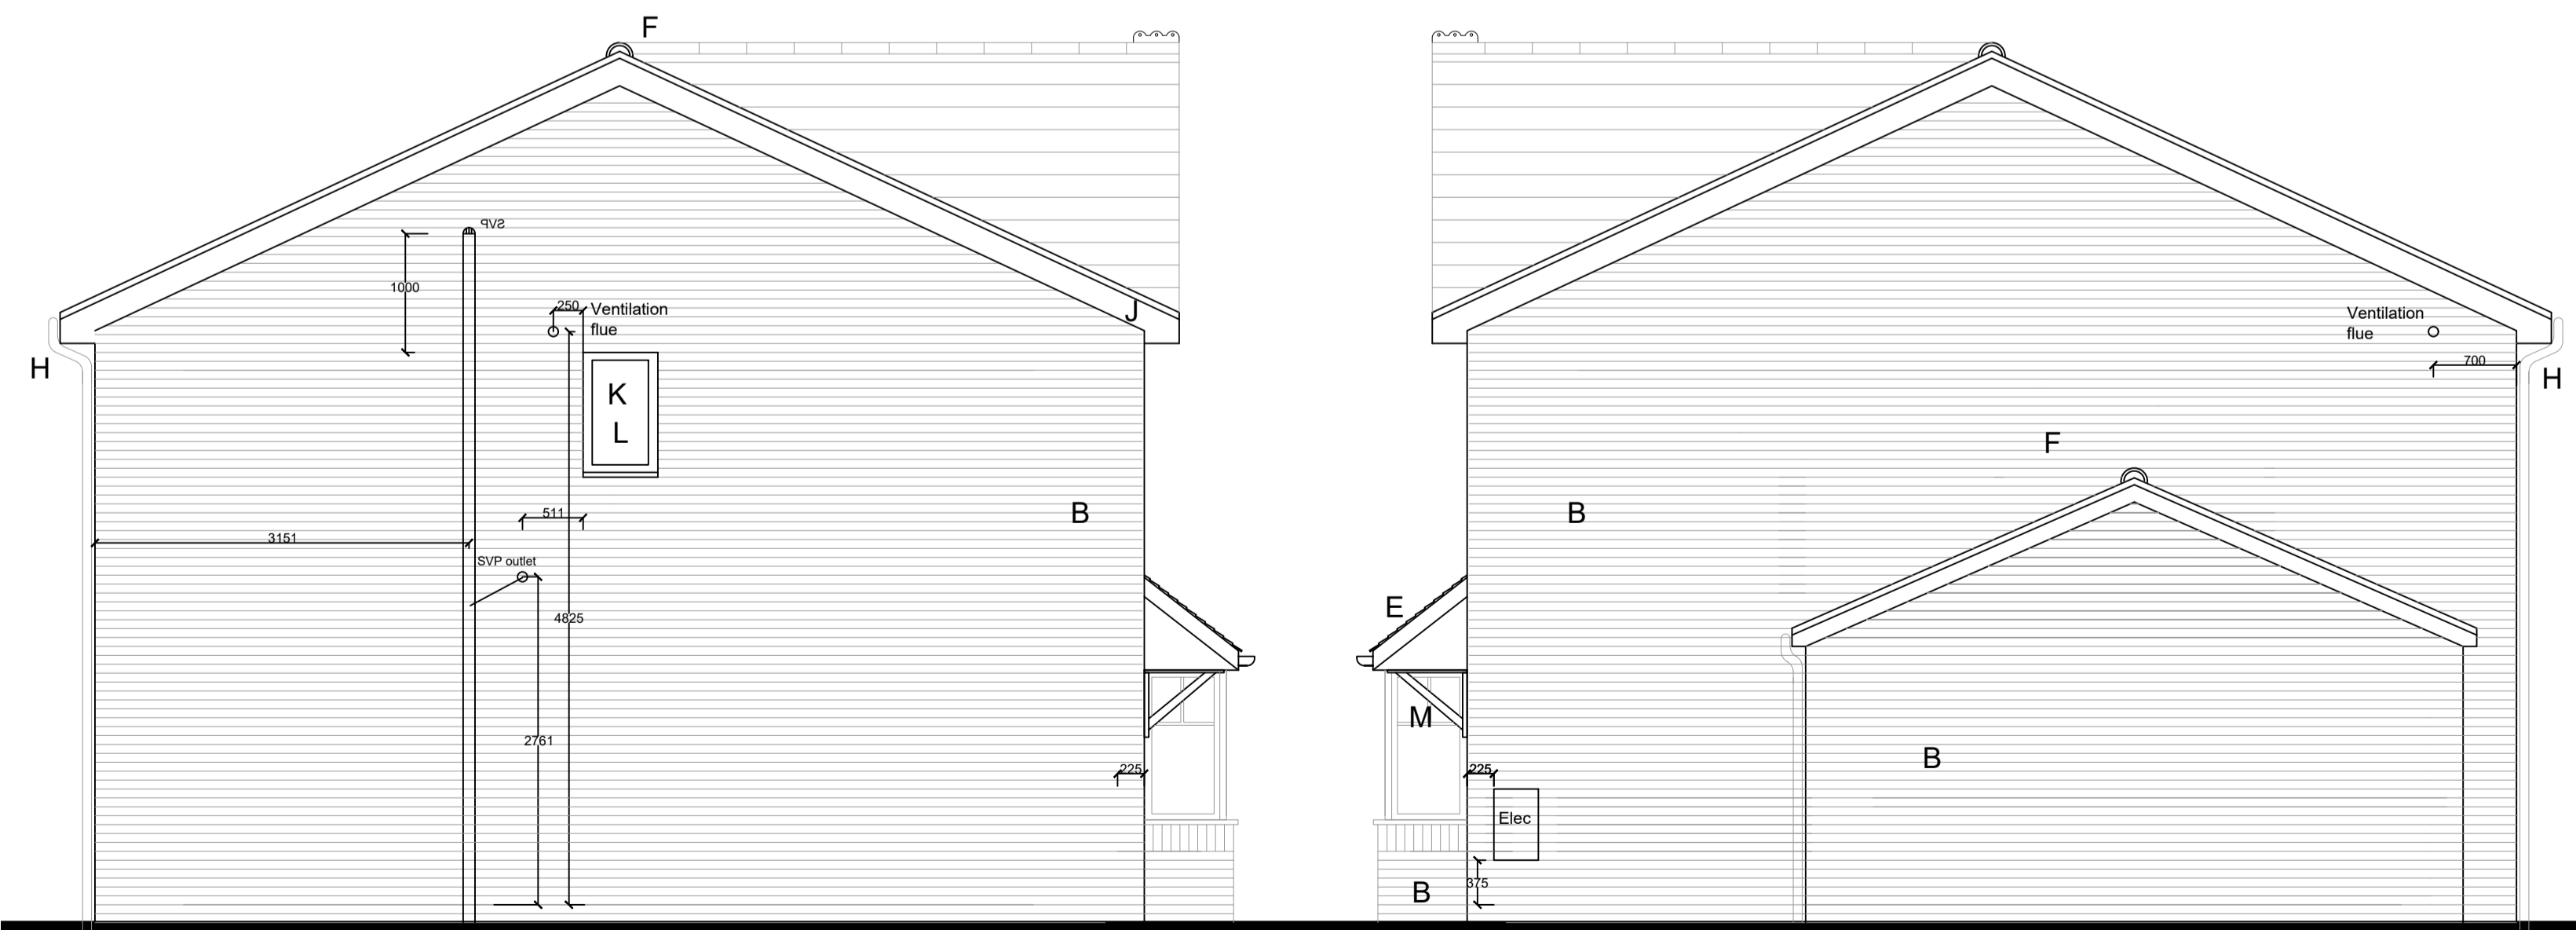 F
SVP
1000
250
Ventilation
flue
J
H
K
L
511
B
3151
SVP outlet
4825
2761
225
Ventilation
flue
700
H
F
B
E
M
B
225
Elec
375
B